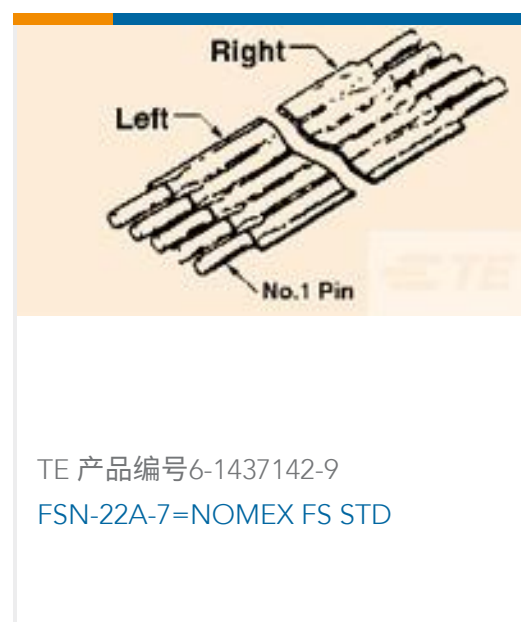 Right
Left
No.1 Pin
TE
TE 产品编号6-1437142-9
FSN-22A-7=NOMEX FS STD